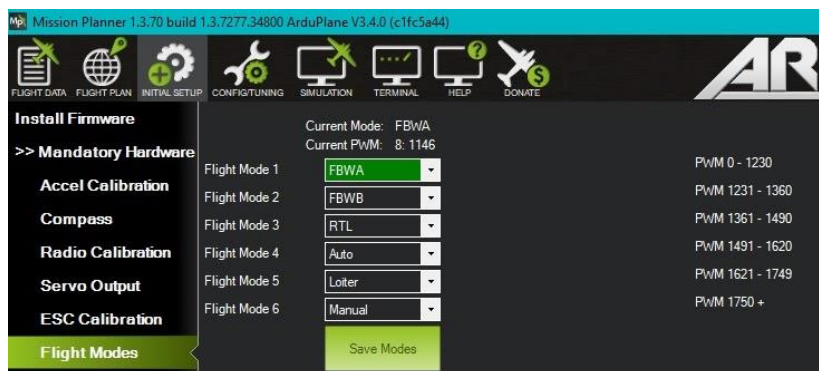 Mission Planner 1.3.70 build 1.3.7277.34800 ArduPlane V3.4.0 (c1fc5a44)
FLIGHT DATA FLIGHT PLAN INITIAL SETUP CONFIG/TUNING SIMULATION TERMINAL HELP DONATE
AR
Install Firmware
>> Mandatory Hardware
Accel Calibration
Compass
Radio Calibration
Servo Output
ESC Calibration
Flight Modes
Current Mode: FBWA
Current PWM: 8: 1146
Flight Mode 1 FBWA PWM 0 - 1230
Flight Mode 2 FBWB PWM 1231 - 1360
Flight Mode 3 RTL PWM 1361 - 1490
Flight Mode 4 Auto PWM 1491 - 1620
Flight Mode 5 Loiter PWM 1621 - 1749
Flight Mode 6 Manual PWM 1750 +
Save Modes